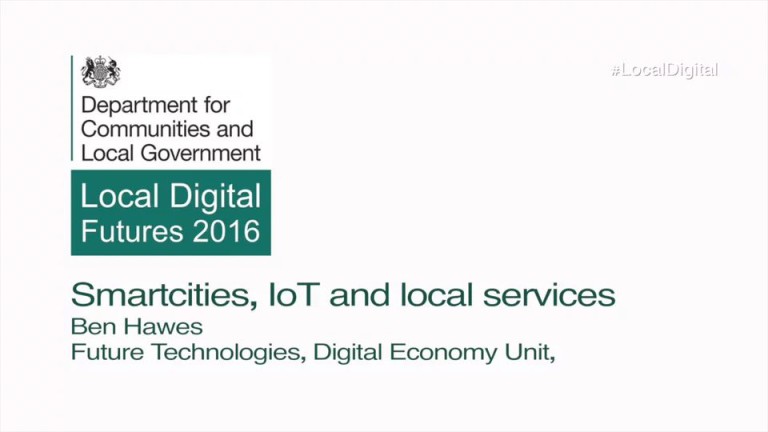 #LocalDigital
Department for
Communities and
Local Government
Local Digital
Futures 2016
Smartcities, IoT and local services
Ben Hawes
Future Technologies, Digital Economy Unit,